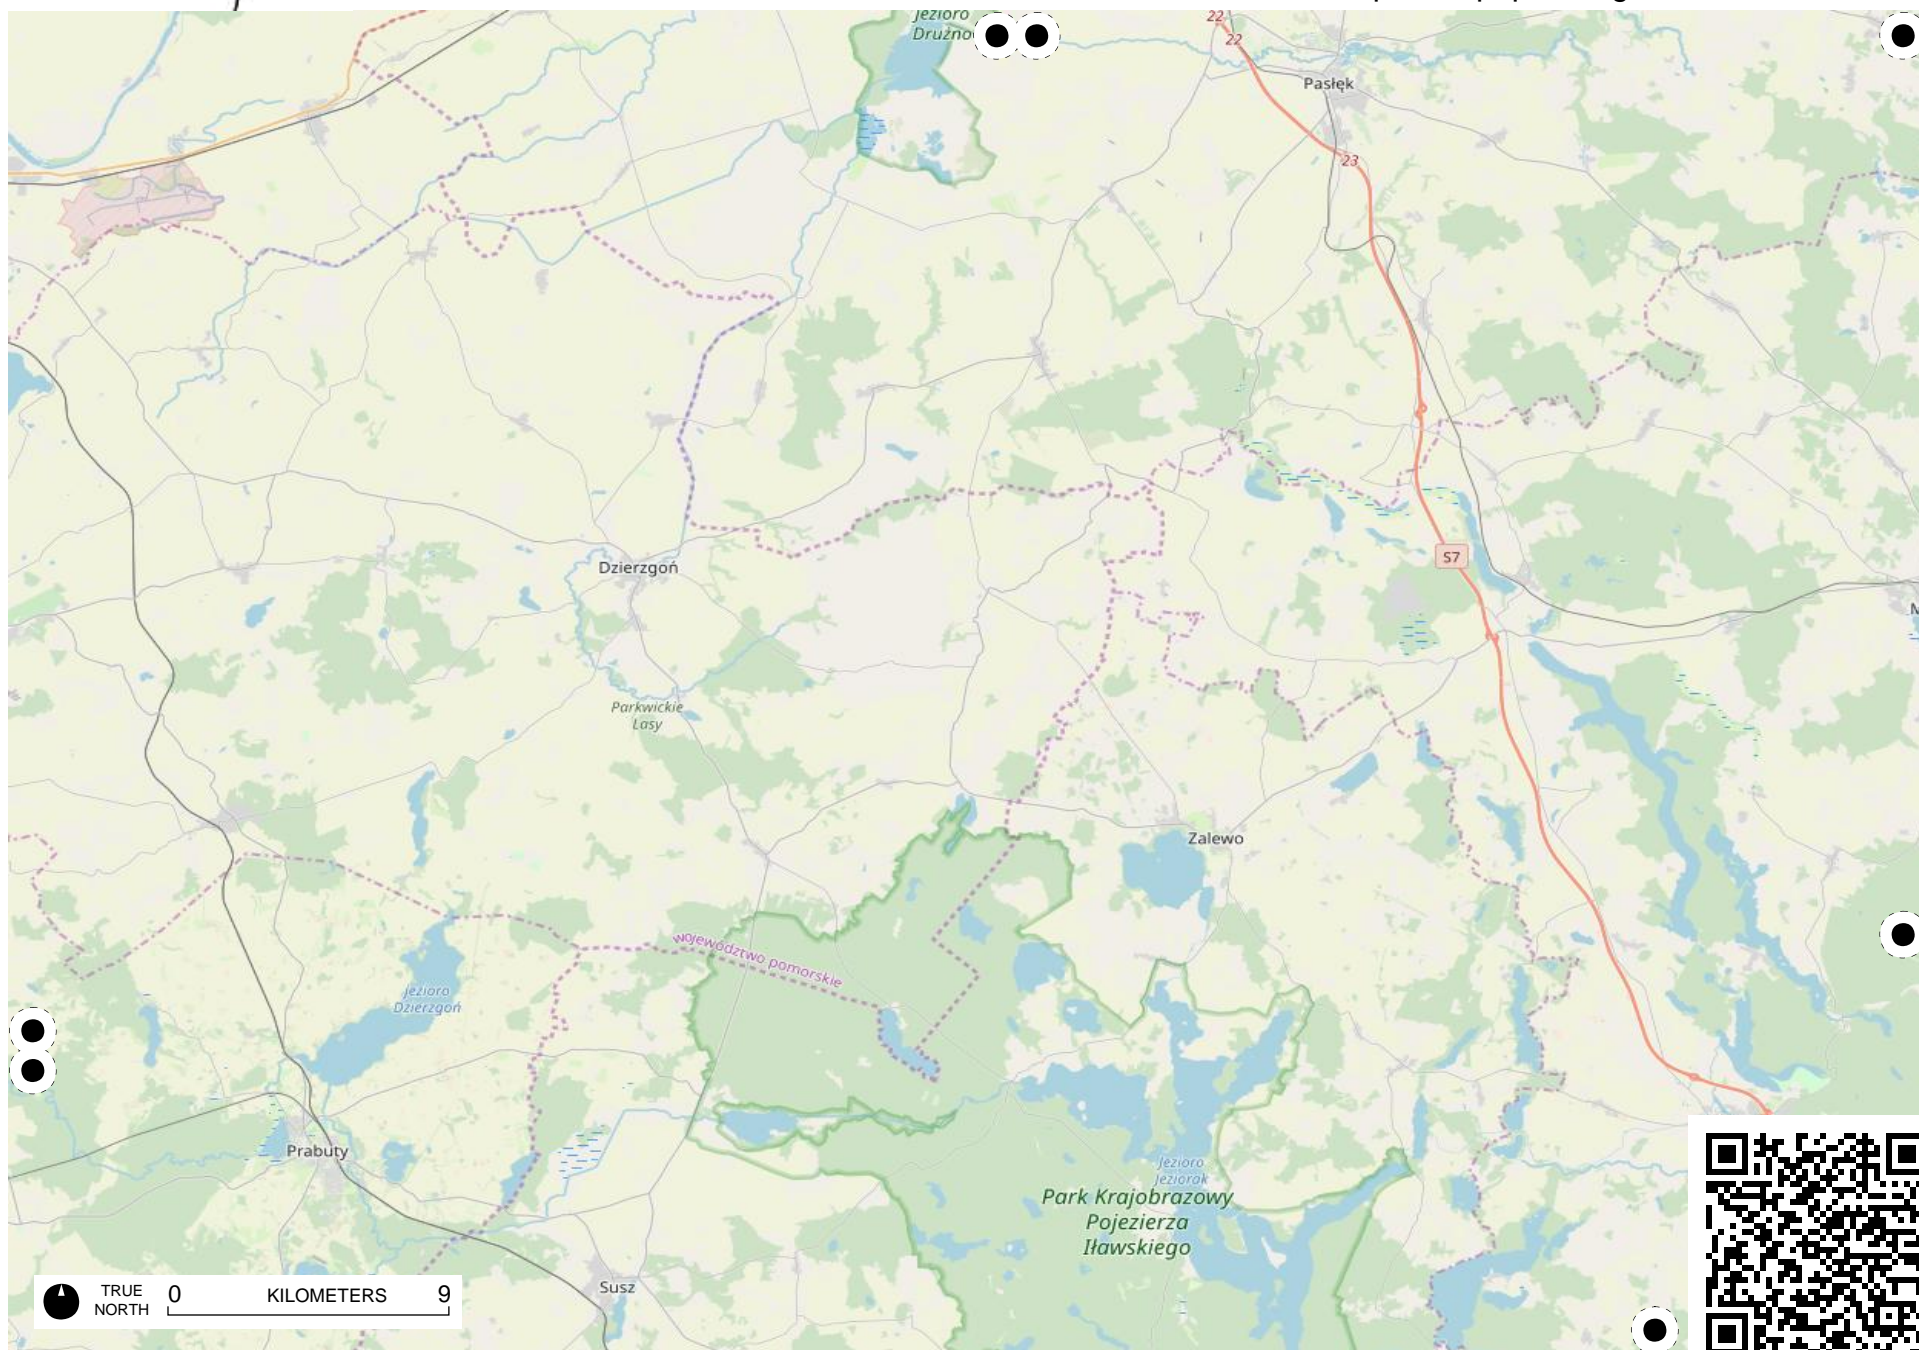 Jezioro
Drużno
22
22
Pasłęk
23
S7
Dzierzgoń
Parkwickie
Lasy
Zalewo
województwo pomorskie
Jezioro
Dzierzgoń
Prabuty
Jezioro
Jeziorak
Park Krajobrazowy
Pojezierza
Iławskiego
Susz
TRUE
NORTH
0 KILOMETERS 9